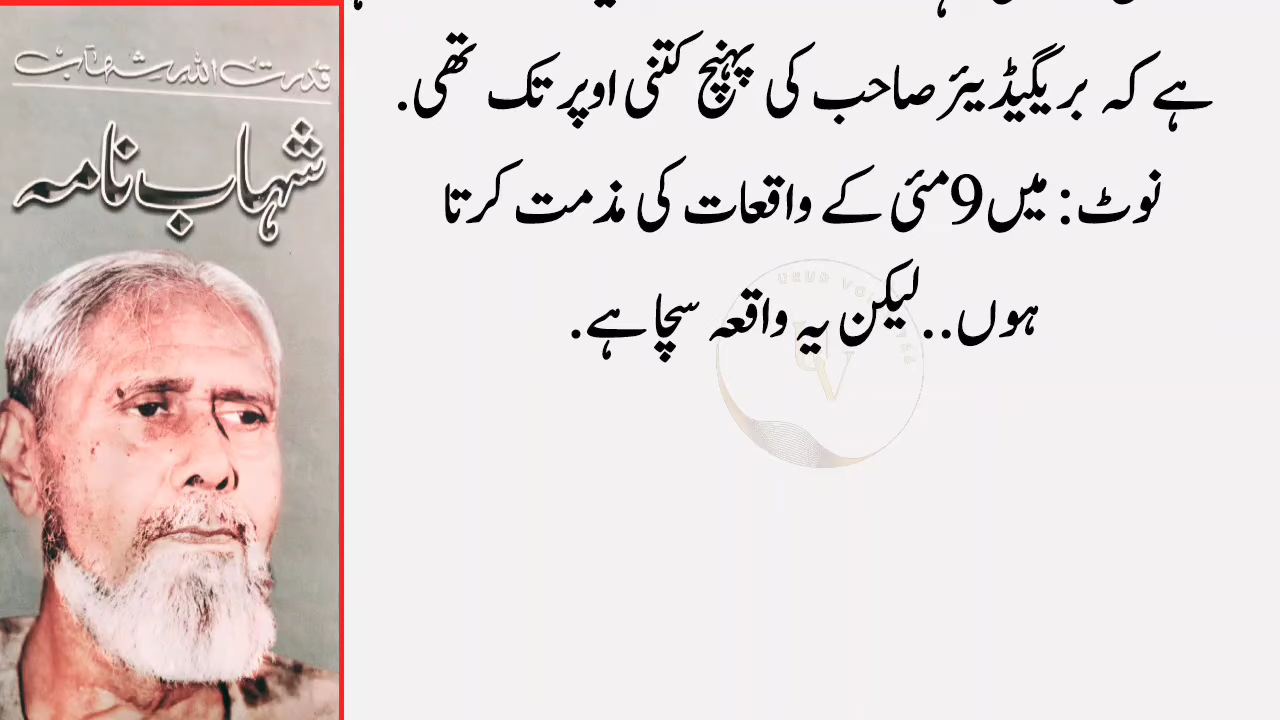 قدرت اللہ شہاب
شہاب نامہ
ہے کہ بریگیڈیئر صاحب کی پہنچ کتنی اوپر تک تھی.
نوٹ: میں 9 مئی کے واقعات کی مذمت کرتا
ہوں..لیکن یہ واقعہ سچا ہے.
UV